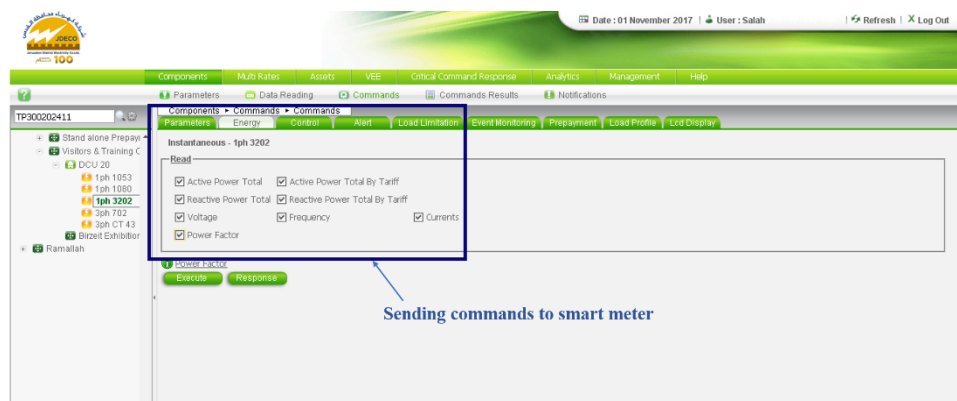 JDECO
100
Date : 01 November 2017 | User : Salah | Refresh | X Log Out
Components Multi Rates Assets VEE Critical Command Response Analytics Management Help
? Parameters Data Reading Commands Commands Results Notifications
TP300202411
Components ▸ Commands ▸ Commands
Parameters Energy Control Alert Load Limitation Event Monitoring Prepayment Load Profile Lcd Display
Stand alone Prepay
Visitors & Training C
DCU 20
1ph 1053
1ph 1080
1ph 3202
3ph 702
3ph CT 43
Birzeit Exhibition
Ramallah
Instantaneous - 1ph 3202
Read
Active Power Total Active Power Total By Tariff
Reactive Power Total Reactive Power Total By Tariff
Voltage Frequency Currents
Power Factor
Power Factor
Execute Response
Sending commands to smart meter